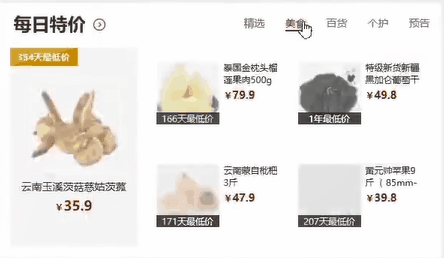 每日特价
精选 美食 百货 个护 预告
354天最低价
云南玉溪茨菇慈姑茨菰
¥35.9
泰国金枕头榴
莲果肉500g
¥79.9
166天最低价
特级新货新疆
黑加仑葡萄干
¥49.8
1年最低价
云南蒙自枇杷
3斤
¥47.9
171天最低价
黄元帅苹果9
斤（85mm-
¥39.8
207天最低价